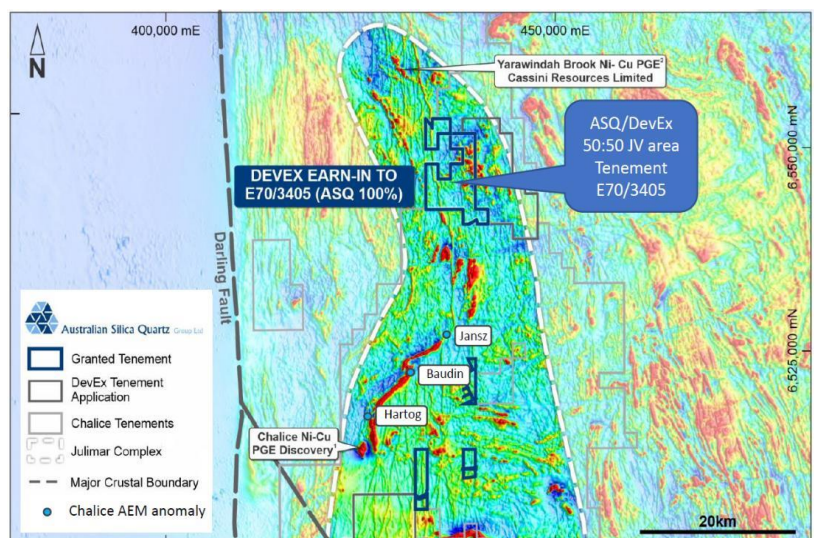 400,000 mE
450,000 mE
N
Yarawindah Brook Ni- Cu PGE²
Cassini Resources Limited
ASQ/DevEx
50:50 JV area
Tenement
E70/3405
6,550,000 mN
DEVEX EARN-IN TO
E70/3405 (ASQ 100%)
Darling Fault
Australian Silica Quartz Group Ltd
Granted Tenement
DevEx Tenement
Application
Chalice Tenements
Julimar Complex
Major Crustal Boundary
Chalice AEM anomaly
Jansz
Baudin
Hartog
6,525,000 mN
Chalice Ni-Cu
PGE Discovery¹
20km